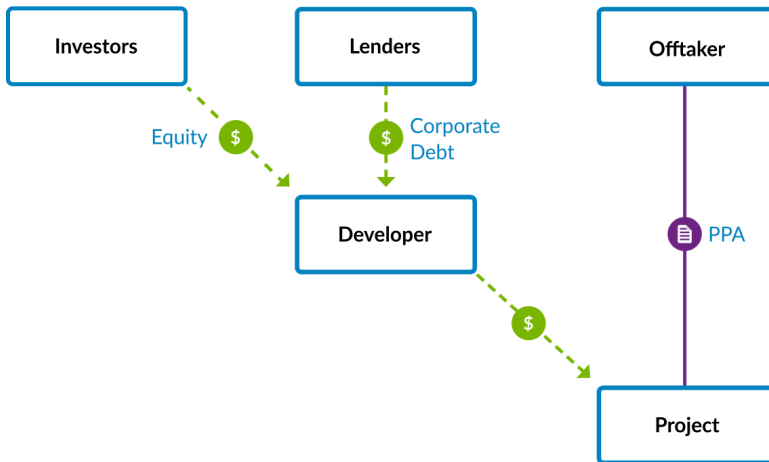 Investors
Lenders
Offtaker
Equity
$
$
Corporate
Debt
Developer
PPA
$
Project